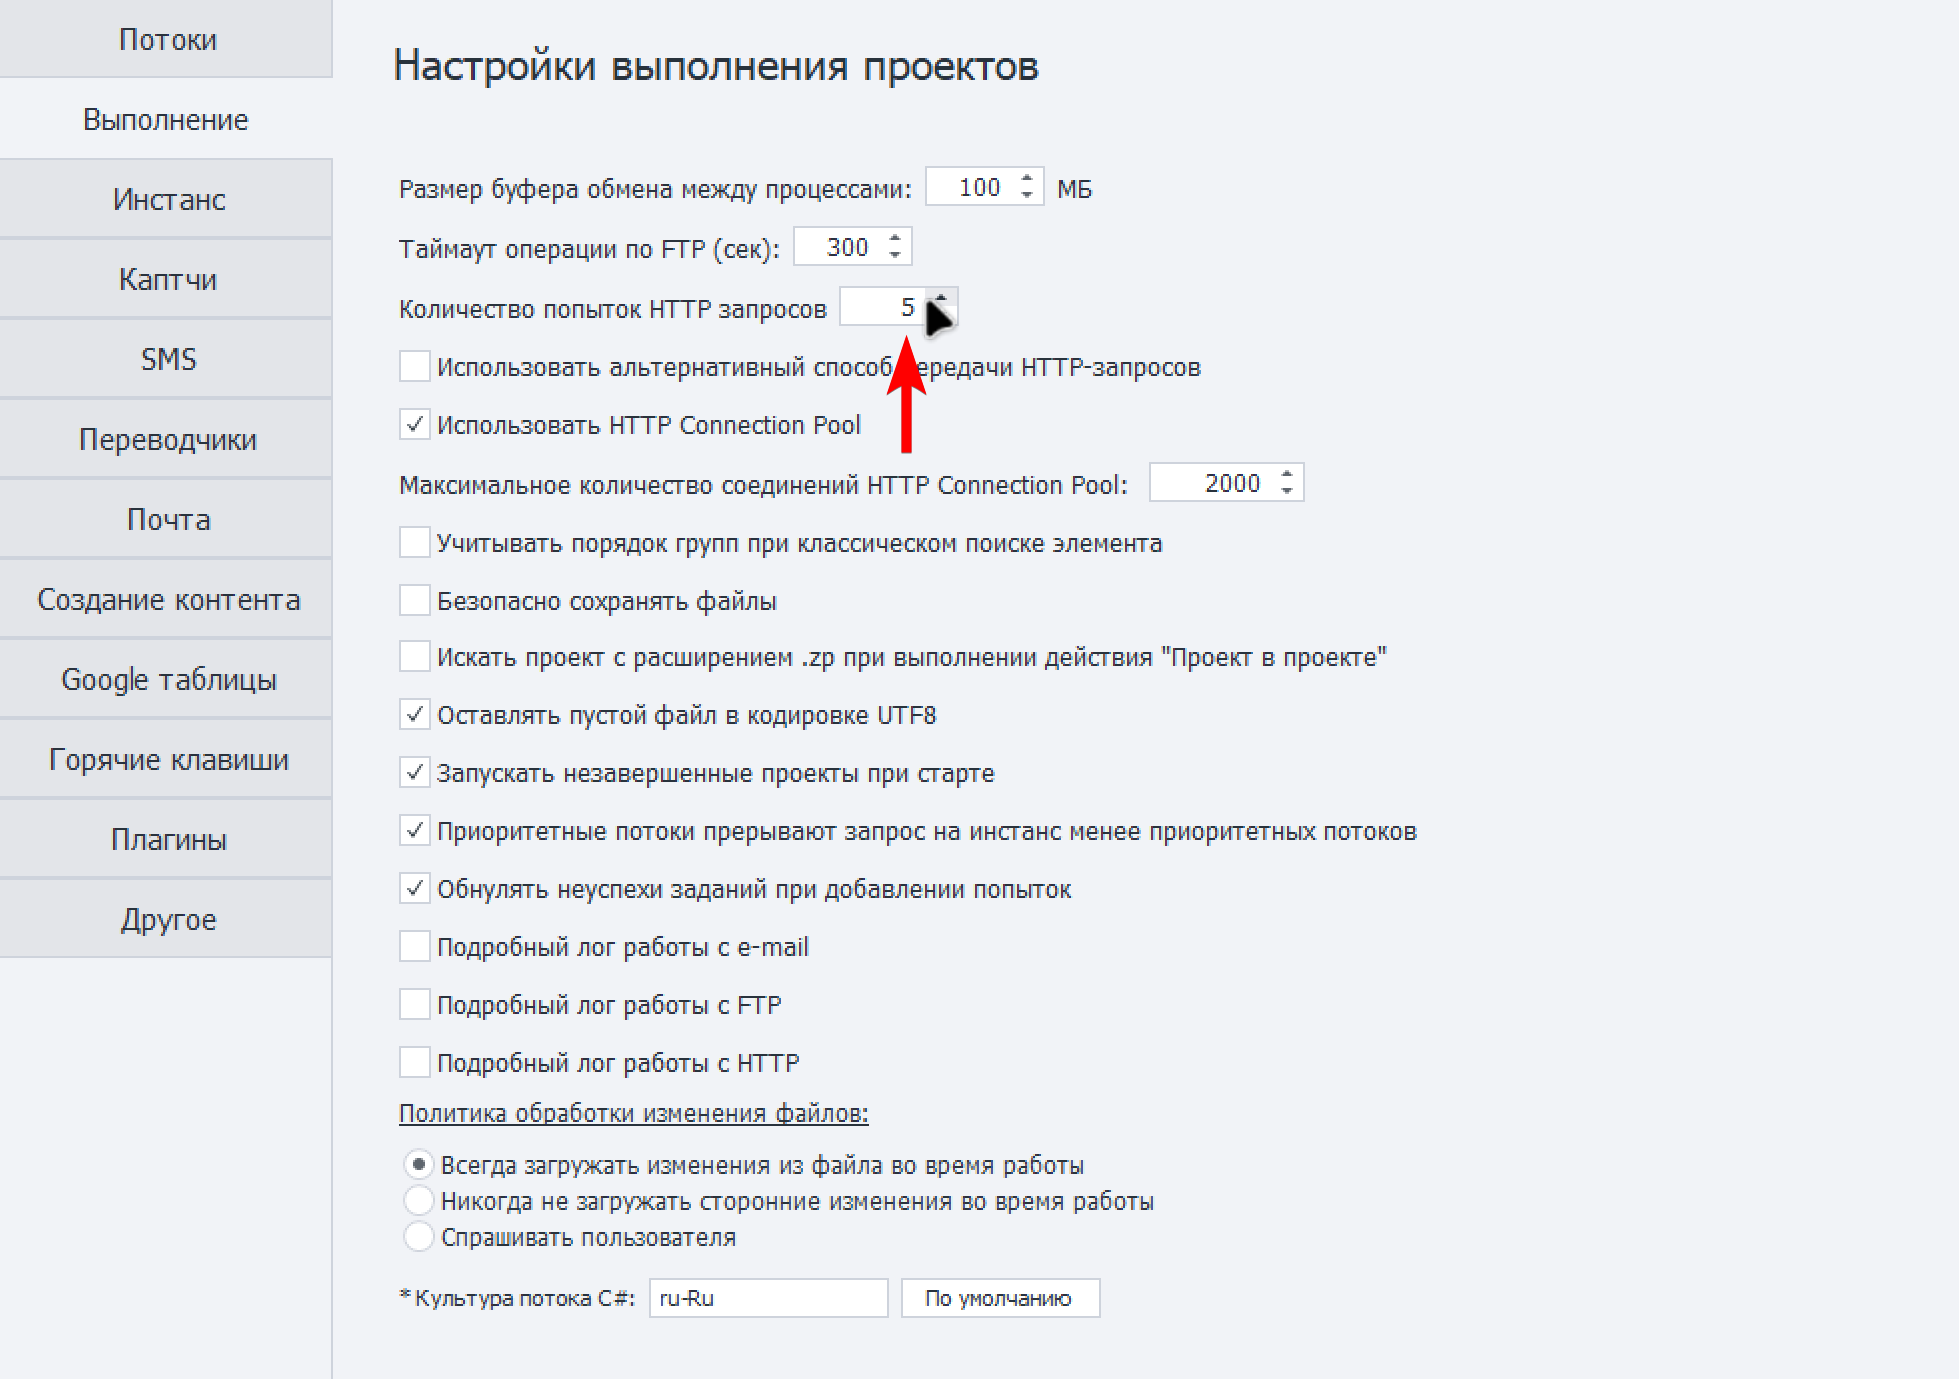 Потоки
Выполнение
Инстанс
Каптчи
SMS
Переводчики
Почта
Создание контента
Google таблицы
Горячие клавиши
Плагины
Другое
Настройки выполнения проектов
Размер буфера обмена между процессами: 100 МБ
Таймаут операции по FTP (сек): 300
Количество попыток HTTP запросов 5
Использовать альтернативный способ передачи HTTP-запросов
Использовать HTTP Connection Pool
Максимальное количество соединений HTTP Connection Pool: 2000
Учитывать порядок групп при классическом поиске элемента
Безопасно сохранять файлы
Искать проект с расширением .zp при выполнении действия "Проект в проекте"
Оставлять пустой файл в кодировке UTF8
Запускать незавершенные проекты при старте
Приоритетные потоки прерывают запрос на инстанс менее приоритетных потоков
Обнулять неуспехи заданий при добавлении попыток
Подробный лог работы с e-mail
Подробный лог работы с FTP
Подробный лог работы с HTTP
Политика обработки изменения файлов:
Всегда загружать изменения из файла во время работы
Никогда не загружать сторонние изменения во время работы
Спрашивать пользователя
* Культура потока C#: ru-Ru По умолчанию